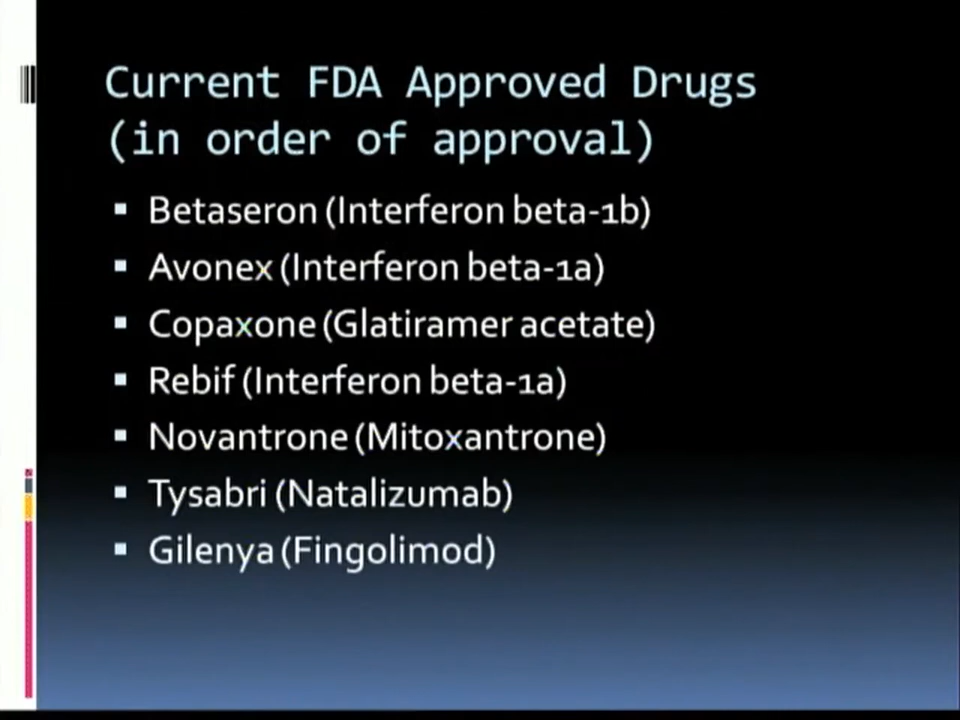 Current FDA Approved Drugs
(in order of approval)
Betaseron (Interferon beta-1b)
Avonex (Interferon beta-1a)
Copaxone (Glatiramer acetate)
Rebif (Interferon beta-1a)
Novantrone (Mitoxantrone)
Tysabri (Natalizumab)
Gilenya (Fingolimod)